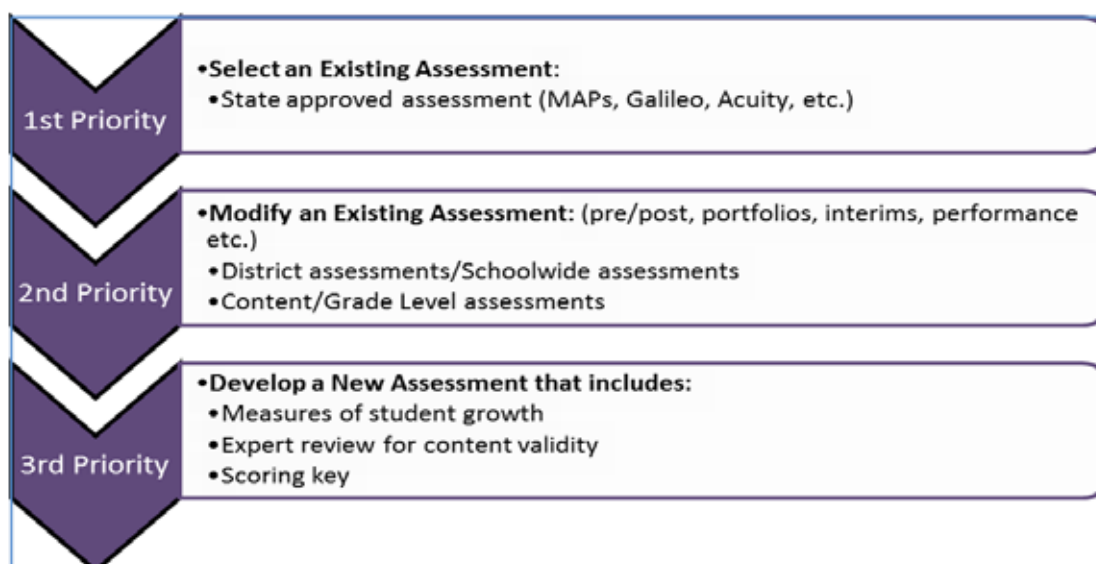 1st Priority
•Select an Existing Assessment:
•State approved assessment (MAPs, Galileo, Acuity, etc.)
2nd Priority
•Modify an Existing Assessment: (pre/post, portfolios, interims, performance
etc.)
•District assessments/Schoolwide assessments
•Content/Grade Level assessments
3rd Priority
•Develop a New Assessment that includes:
•Measures of student growth
•Expert review for content validity
•Scoring key